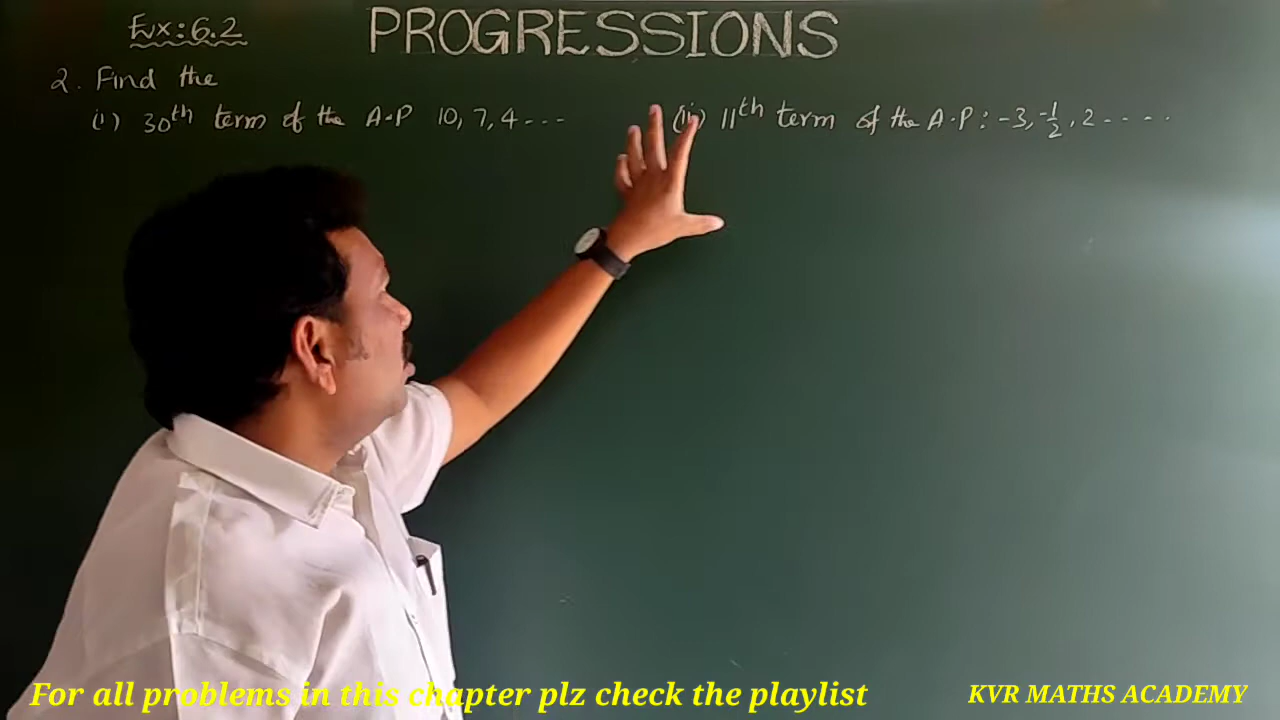 Ex:6.2
PROGRESSIONS
2. Find the
(i) 30th term of the A.P 10, 7, 4 ---
(ii) 11th term of the A.P: -3, -1/2, 2 -----
For all problems in this chapter plz check the playlist
KVR MATHS ACADEMY